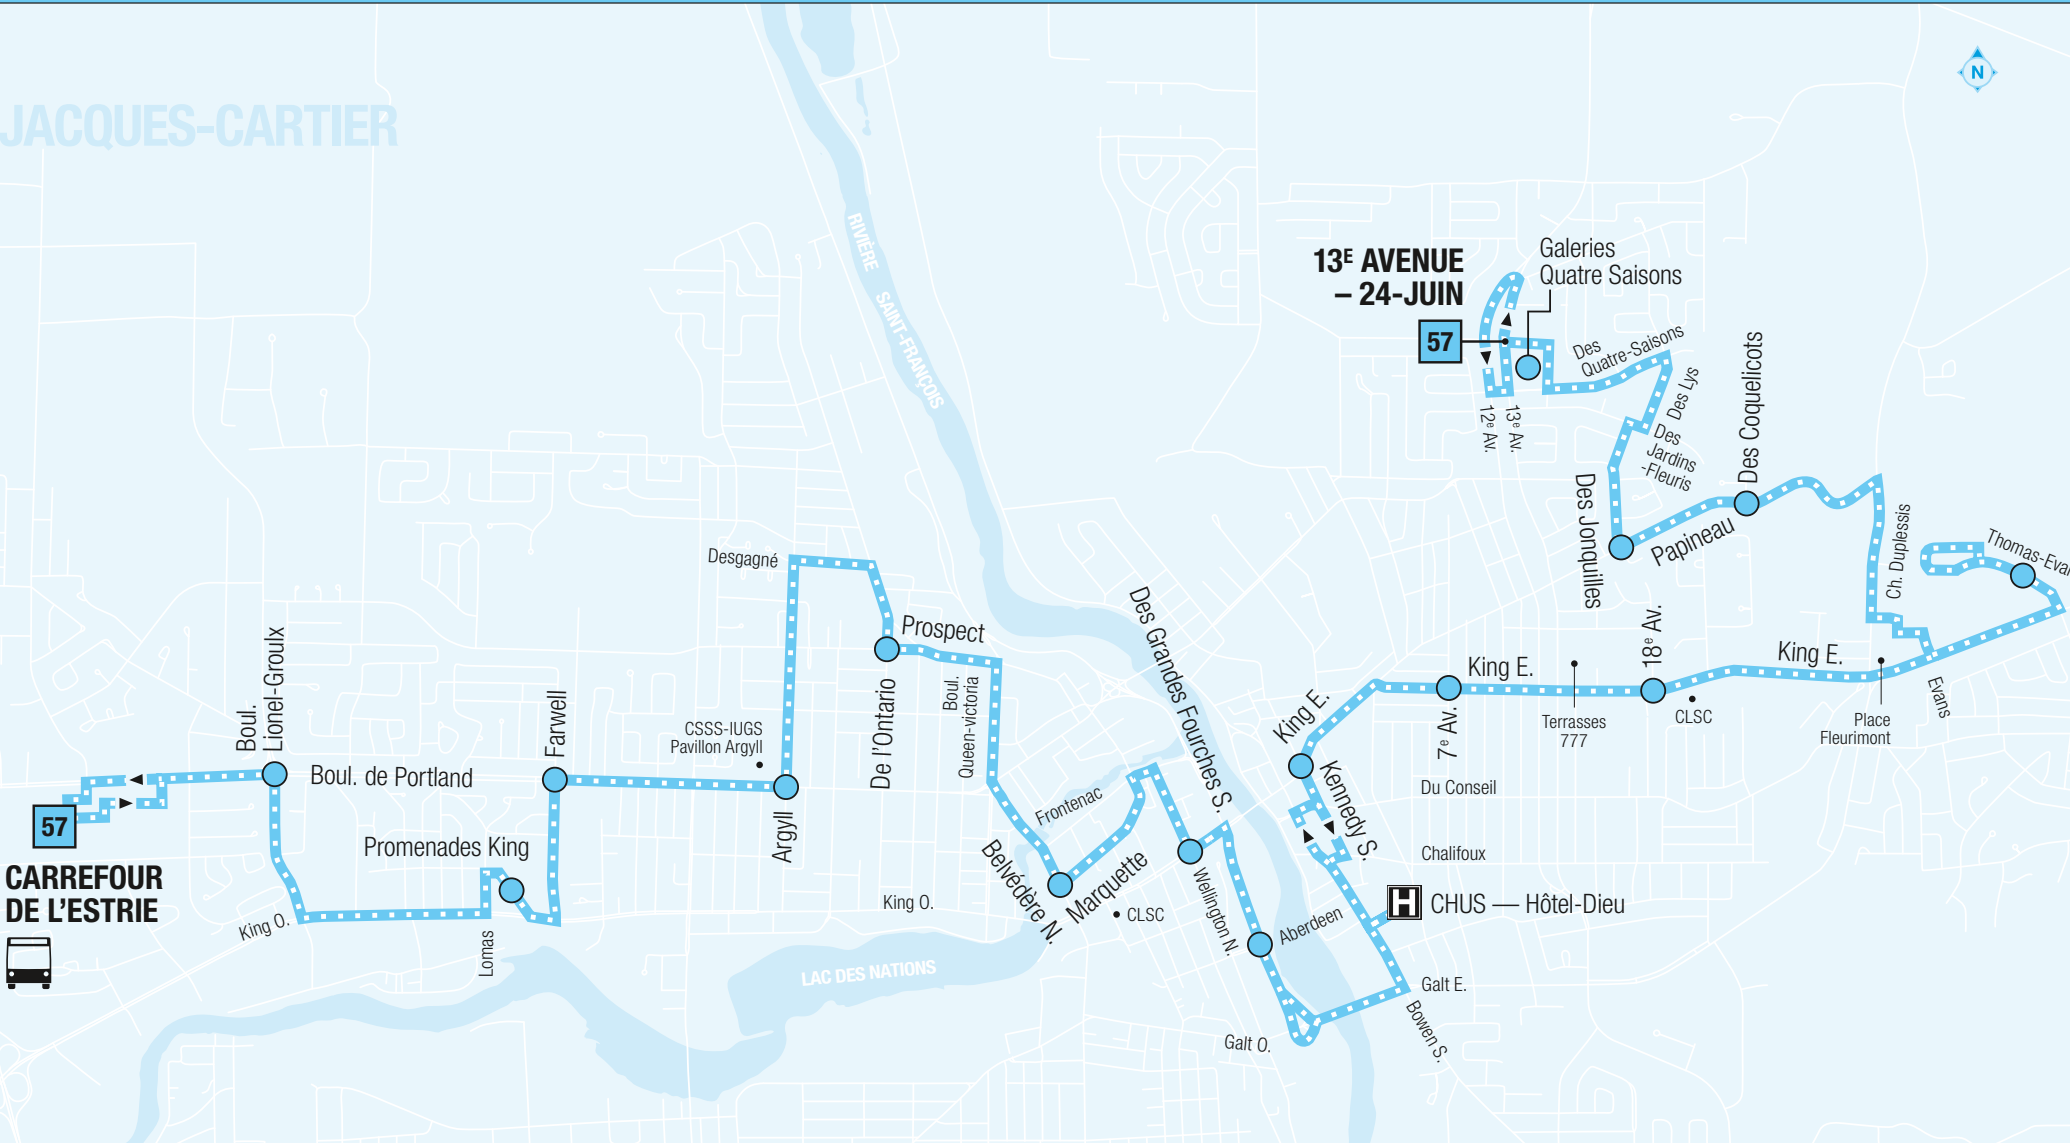 N
JACQUES-CARTIER
RIVIÈRE SAINT-FRANÇOIS
13E AVENUE
– 24-JUIN
57
Galeries
Quatre Saisons
Des
Quatre-Saisons
12e Av.
13e Av.
Des Lys
Des
Jardins
-Fleuris
Des Jonquilles
Papineau
Des Coquelicots
Ch. Duplessis
Desgagné
Prospect
De l'Ontario
Boul.
Queen-victoria
Des Grandes Fourches S.
King E.
Kennedy S.
7e Av.
King E.
Terrasses
777
18e Av.
CLSC
King E.
Place
Fleurimont
Evans
Boul.
Lionel-Groulx
Boul. de Portland
Farwell
CSSS-IUGS
Pavillon Argyll
Argyll
57
CARREFOUR
DE L'ESTRIE
King O.
Promenades King
Lomas
King O.
LAC DES NATIONS
Frontenac
Belvédère N.
Marquette
CLSC
Wellington N.
Aberdeen
Du Conseil
Chalifoux
H
CHUS — Hôtel-Dieu
Galt E.
Bowen S.
Galt O.